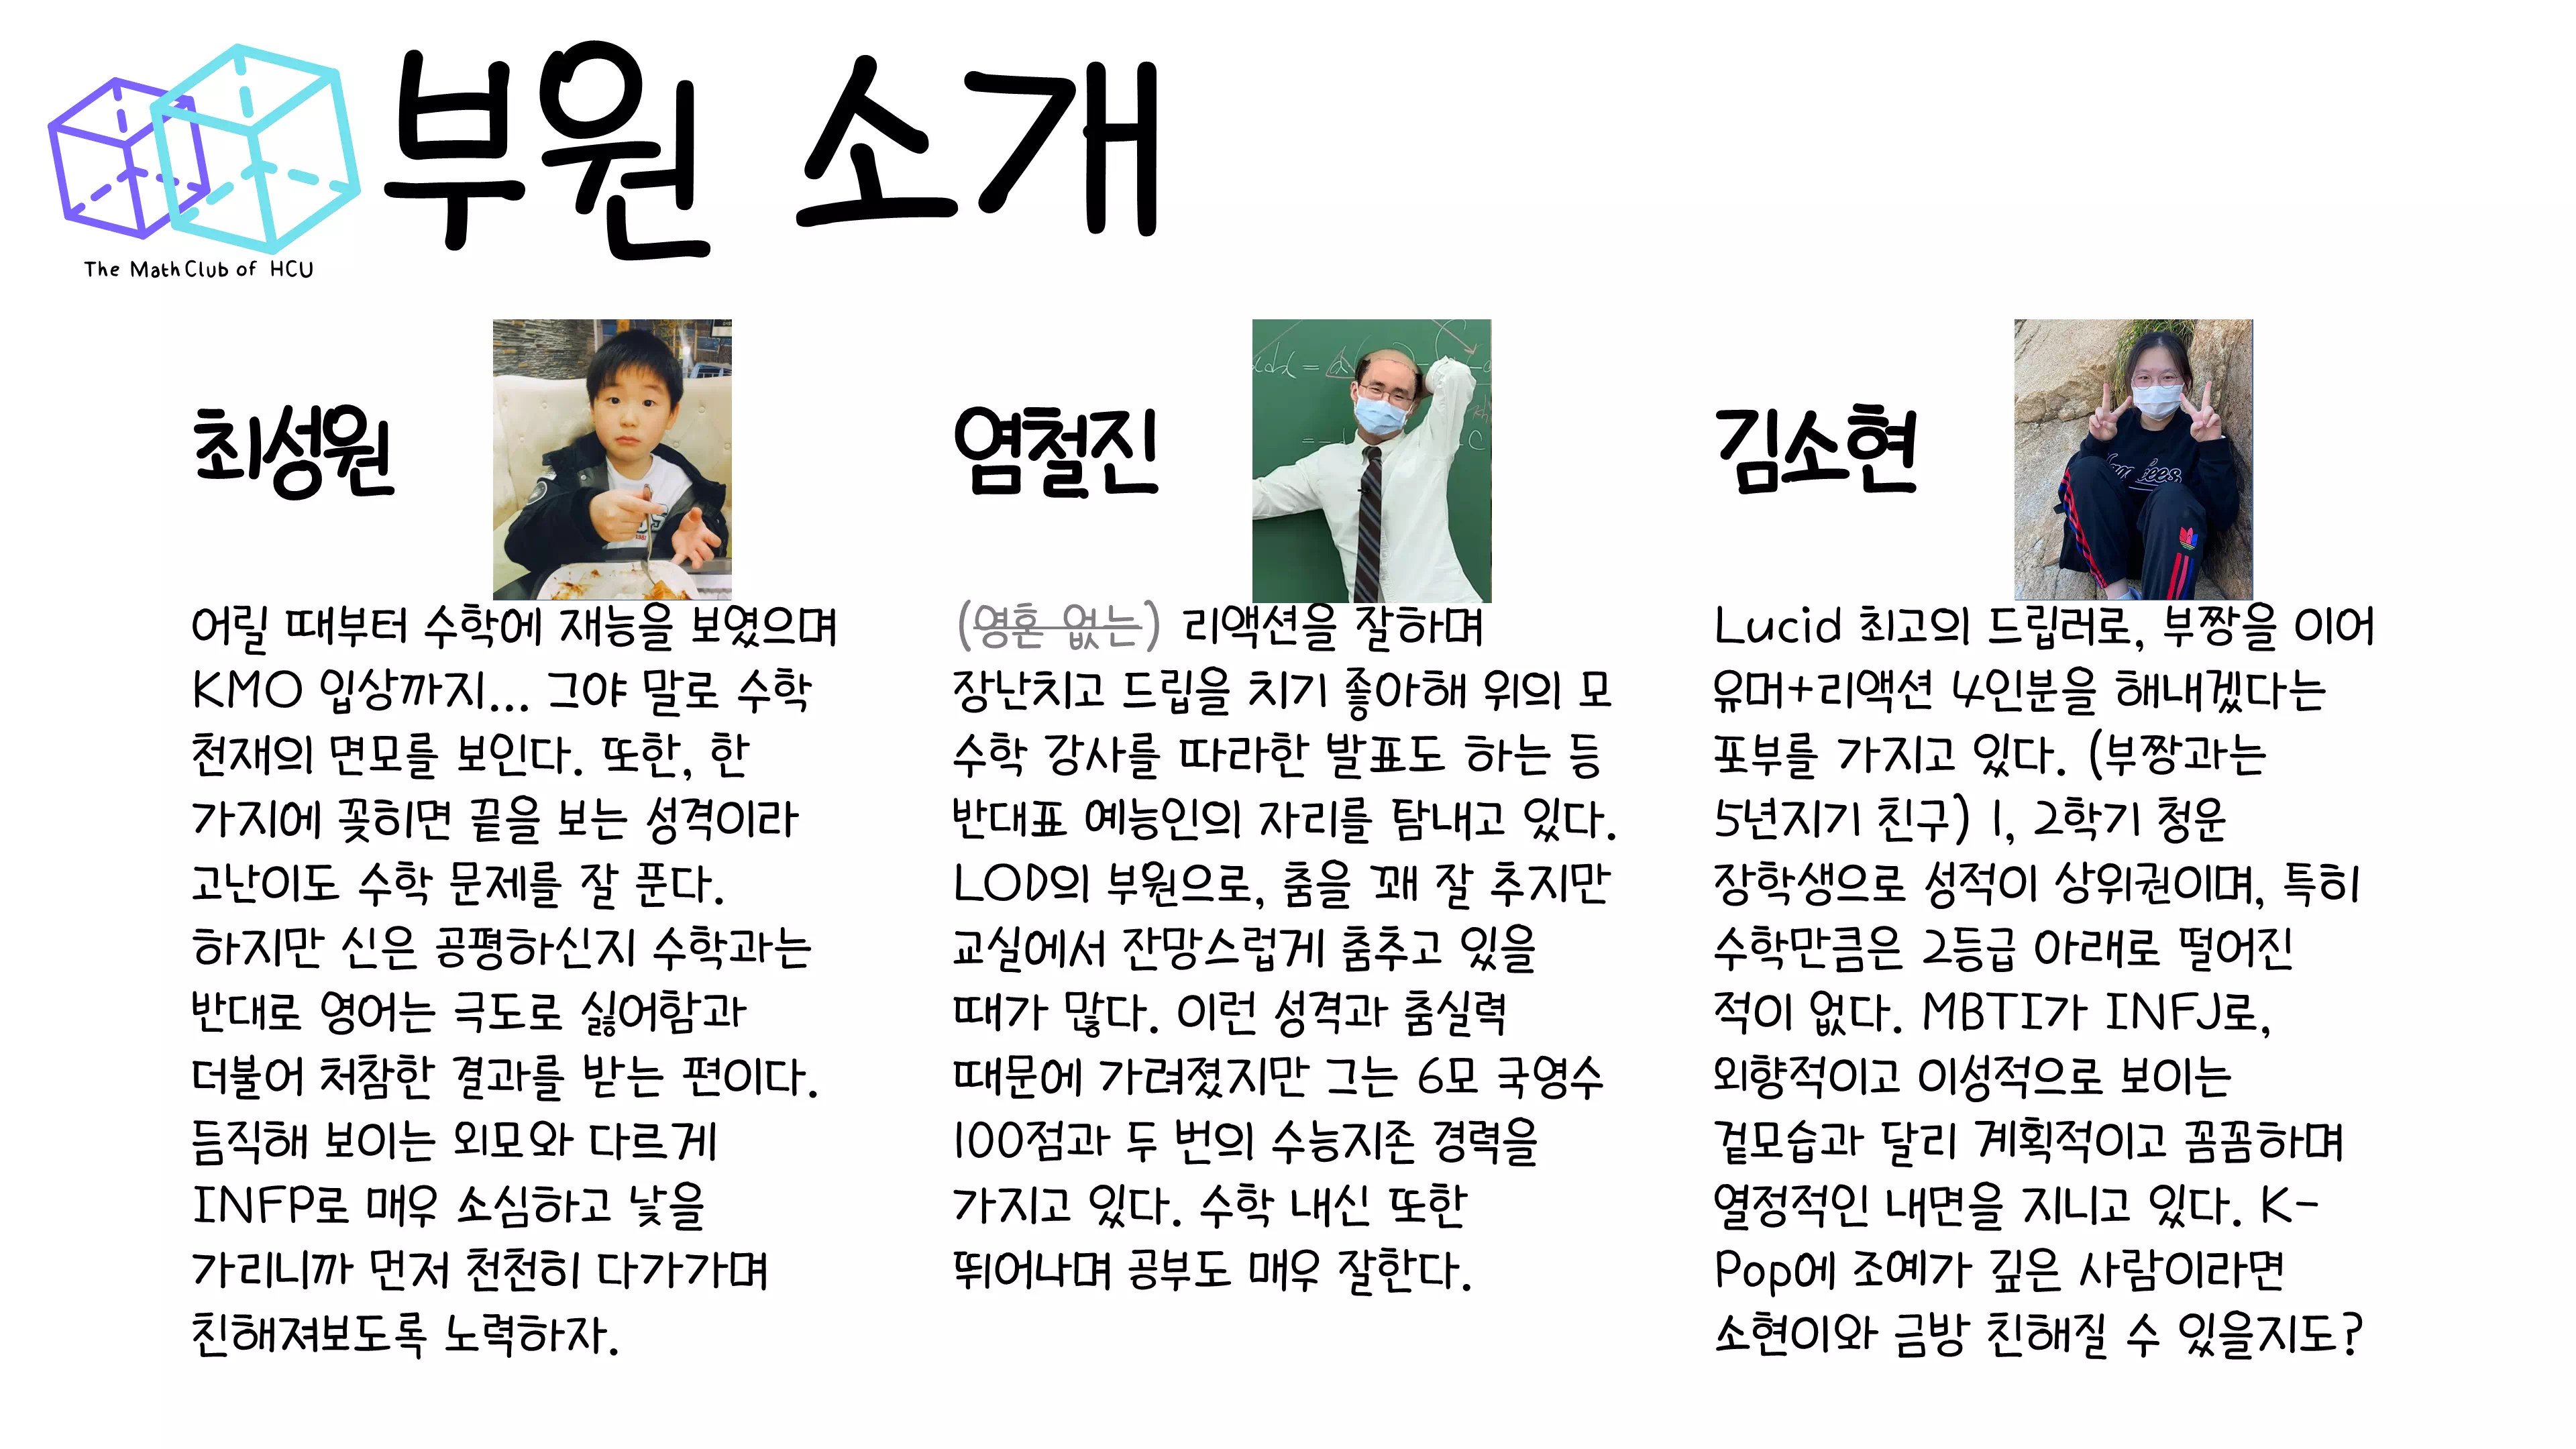 부원 소개
The Math Club of HCU
최성원
어릴 때부터 수학에 재능을 보였으며
KMO 입상까지... 그야 말로 수학
천재의 면모를 보인다. 또한, 한
가지에 꽂히면 끝을 보는 성격이라
고난이도 수학 문제를 잘 푼다.
하지만 신은 공평하신지 수학과는
반대로 영어는 극도로 싫어함과
더불어 처참한 결과를 받는 편이다.
듬직해 보이는 외모와 다르게
INFP로 매우 소심하고 낯을
가리니까 먼저 천천히 다가가며
친해져보도록 노력하자.
염철진
(영혼 없는) 리액션을 잘하며
장난치고 드립을 치기 좋아해 위의 모
수학 강사를 따라한 발표도 하는 등
반대표 예능인의 자리를 탐내고 있다.
LOD의 부원으로, 춤을 꽤 잘 추지만
교실에서 잔망스럽게 춤추고 있을
때가 많다. 이런 성격과 춤실력
때문에 가려졌지만 그는 6모 국영수
100점과 두 번의 수능지존 경력을
가지고 있다. 수학 내신 또한
뛰어나며 공부도 매우 잘한다.
김소현
Lucid 최고의 드립러로, 부짱을 이어
유머+리액션 4인분을 해내겠다는
포부를 가지고 있다. (부짱과는
5년지기 친구) 1, 2학기 청운
장학생으로 성적이 상위권이며, 특히
수학만큼은 2등급 아래로 떨어진
적이 없다. MBTI가 INFJ로,
외향적이고 이성적으로 보이는
겉모습과 달리 계획적이고 꼼꼼하며
열정적인 내면을 지니고 있다. K-
Pop에 조예가 깊은 사람이라면
소현이와 금방 친해질 수 있을지도?